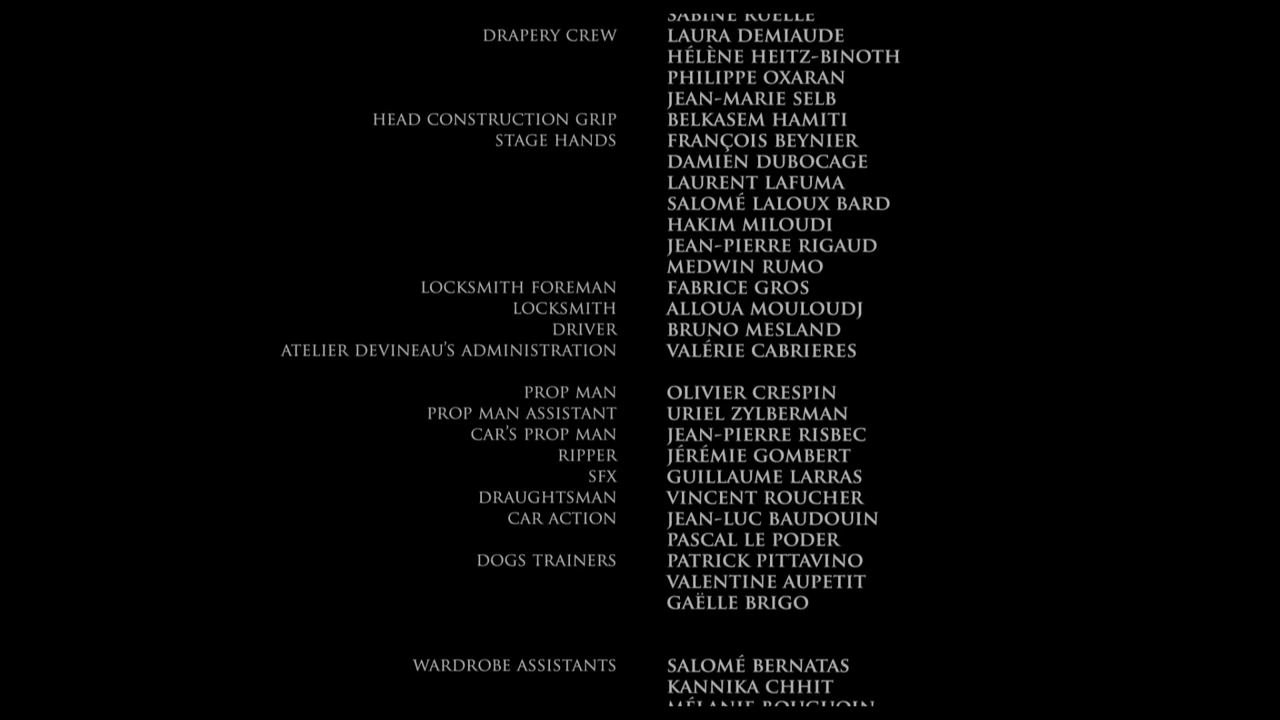 SABINE RUELLE
DRAPERY CREW LAURA DEMIAUDE
HÉLÈNE HEITZ-BINOTH
PHILIPPE OXARAN
JEAN-MARIE SELB
HEAD CONSTRUCTION GRIP BELKASEM HAMITI
STAGE HANDS FRANÇOIS BEYNIER
DAMIEN DUBOCAGE
LAURENT LAFUMA
SALOMÉ LALOUX BARD
HAKIM MILOUDI
JEAN-PIERRE RIGAUD
MEDWIN RUMO
LOCKSMITH FOREMAN FABRICE GROS
LOCKSMITH ALLOUA MOULOUDJ
DRIVER BRUNO MESLAND
ATELIER DEVINEAU'S ADMINISTRATION VALÉRIE CABRIERES
PROP MAN OLIVIER CRESPIN
PROP MAN ASSISTANT URIEL ZYLBERMAN
CAR'S PROP MAN JEAN-PIERRE RISBEC
RIPPER JÉRÉMIE GOMBERT
SFX GUILLAUME LARRAS
DRAUGHTSMAN VINCENT ROUCHER
CAR ACTION JEAN-LUC BAUDOUIN
PASCAL LE PODER
DOGS TRAINERS PATRICK PITTAVINO
VALENTINE AUPETIT
GAËLLE BRIGO
WARDROBE ASSISTANTS SALOMÉ BERNATAS
KANNIKA CHHIT
MÉLANIE